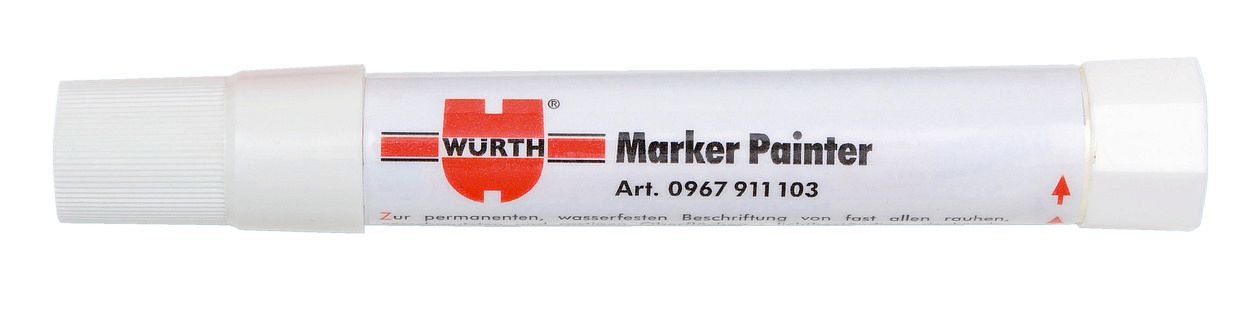 WÜRTH®
Marker Painter
Art. 0967 911 103
Zur permanenten, wasserfesten Beschriftung von fast allen rauhen,